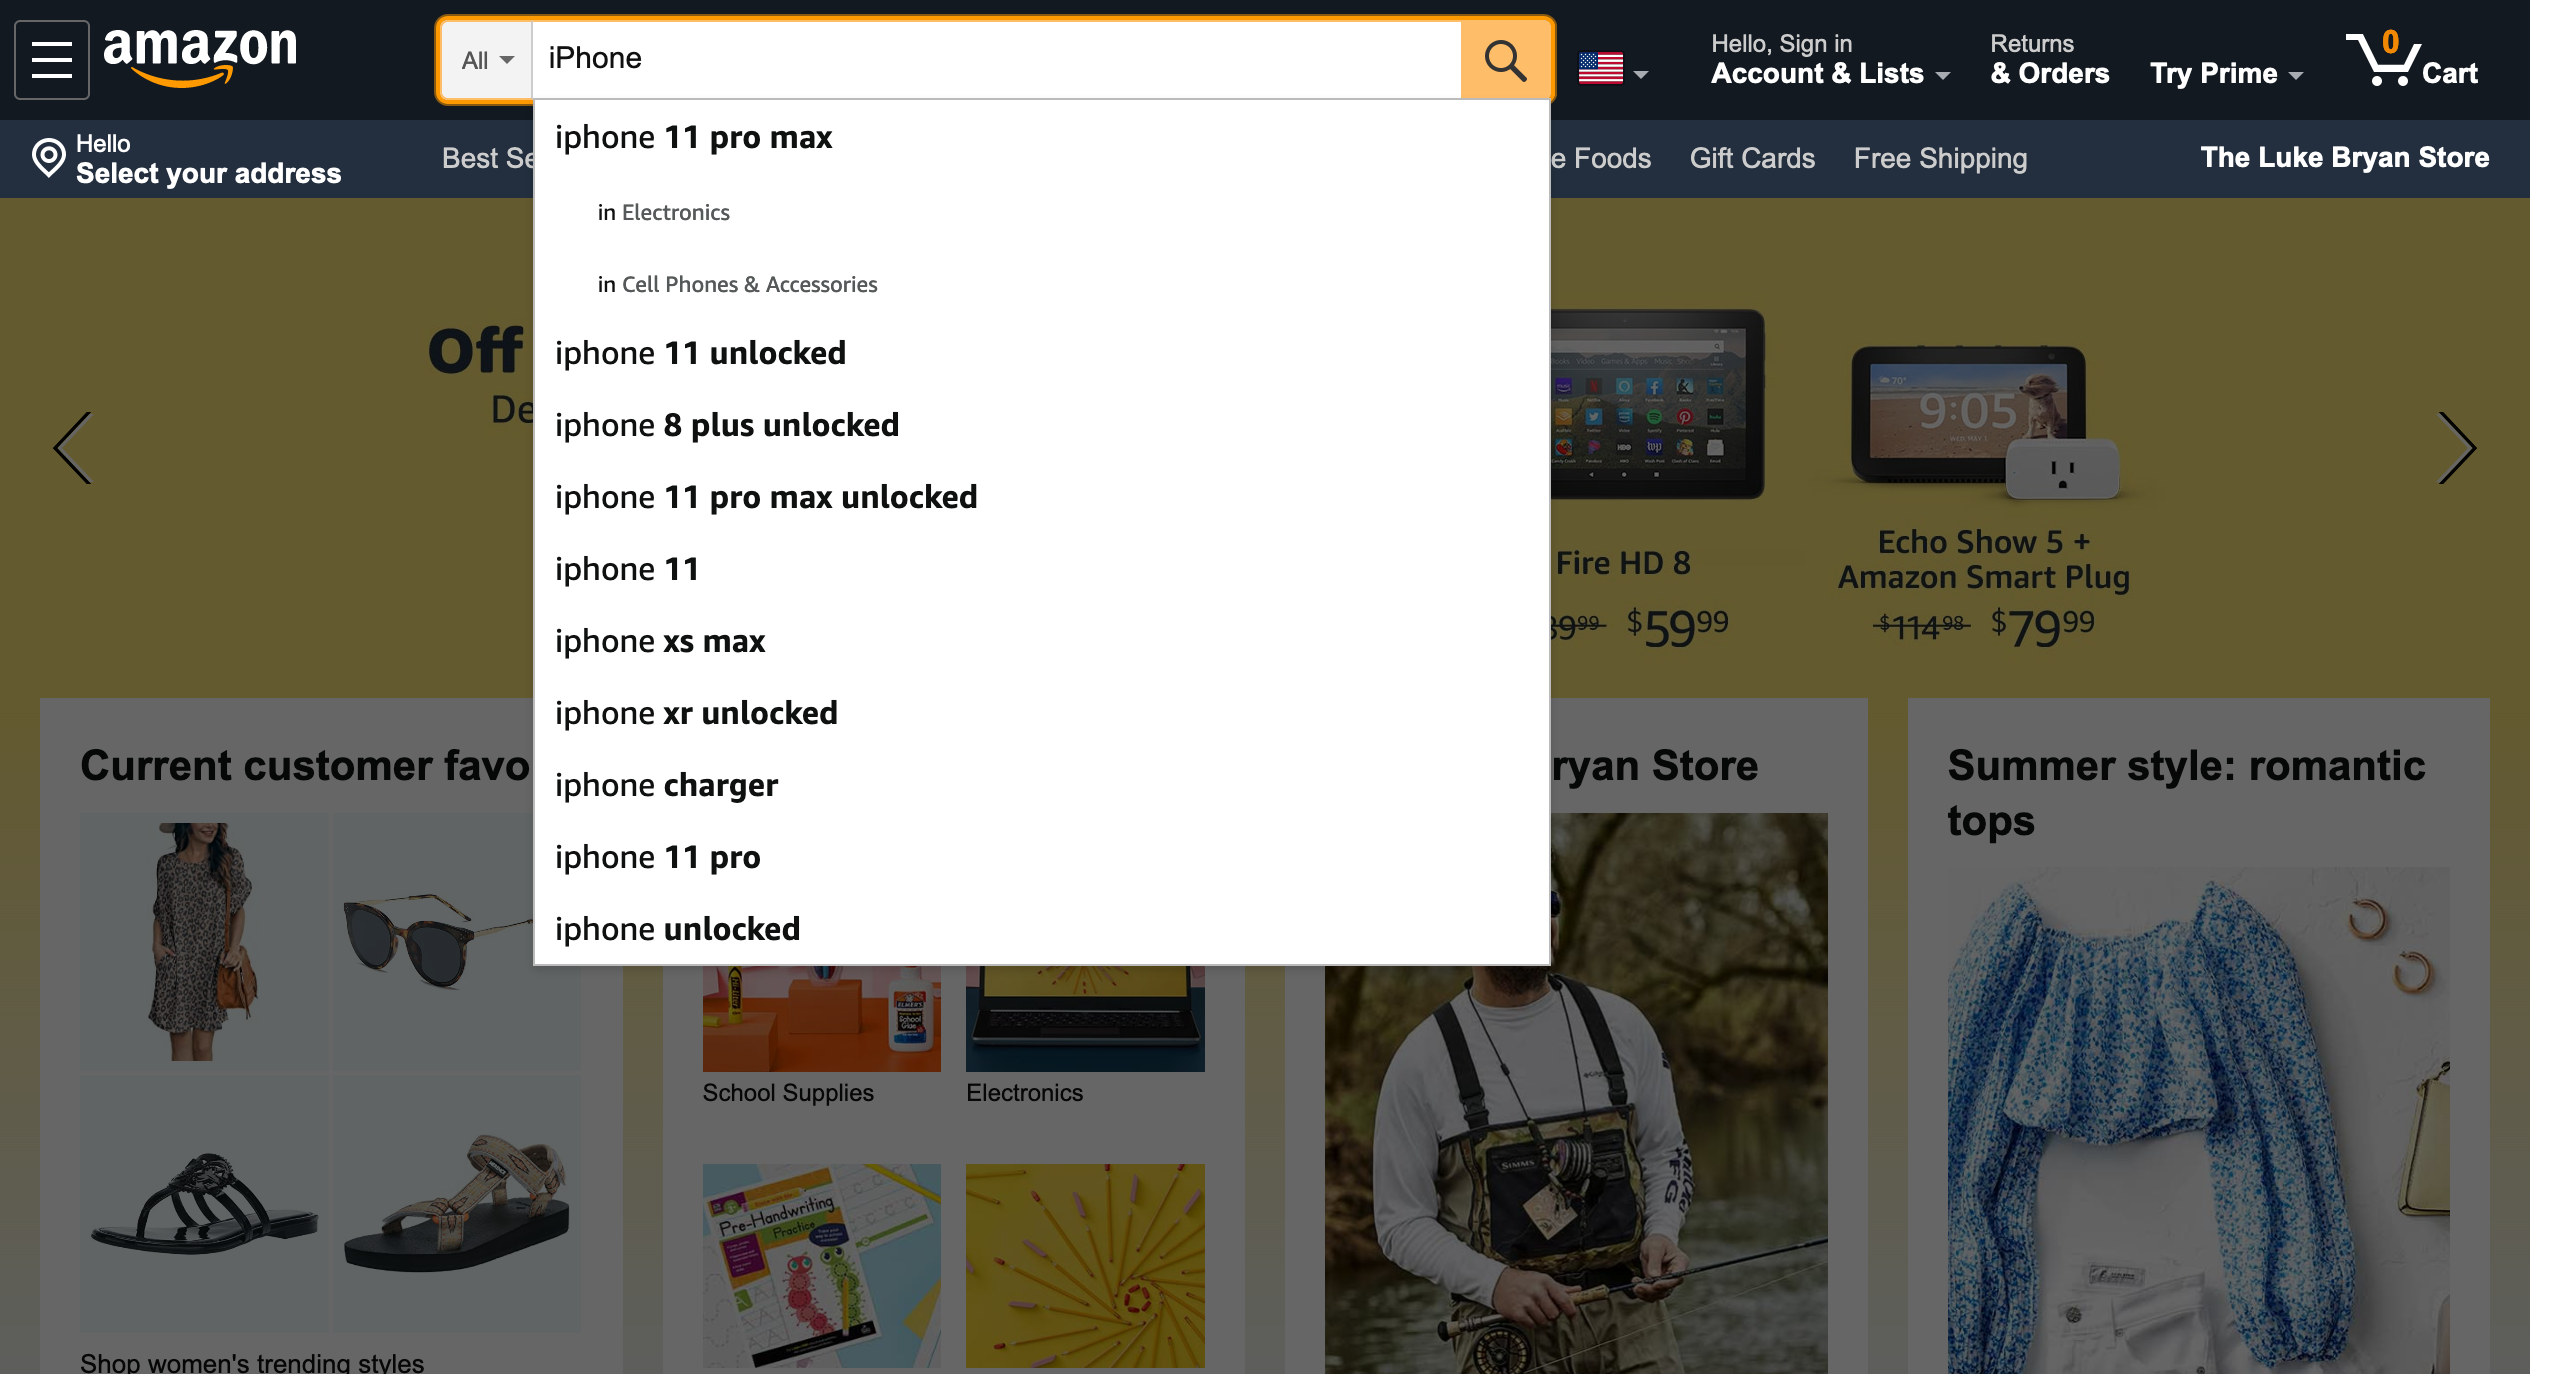 amazon
All
iPhone
Hello, Sign in
Account & Lists
Returns
& Orders
Try Prime
0
Cart
Hello
Select your address
Best Se
e Foods
Gift Cards
Free Shipping
The Luke Bryan Store
iphone 11 pro max
in Electronics
in Cell Phones & Accessories
iphone 11 unlocked
iphone 8 plus unlocked
iphone 11 pro max unlocked
iphone 11
iphone xs max
iphone xr unlocked
iphone charger
iphone 11 pro
iphone unlocked
Off
De
70°
9:05
Fire HD 8
Echo Show 5 +
Amazon Smart Plug
$59.99
$114.98 $79.99
Current customer favo
ryan Store
Summer style: romantic
tops
ELMER'S
School
Glue
School Supplies
Electronics
Pre-Handwriting
Practice
SIMMS
Shop women's trending styles